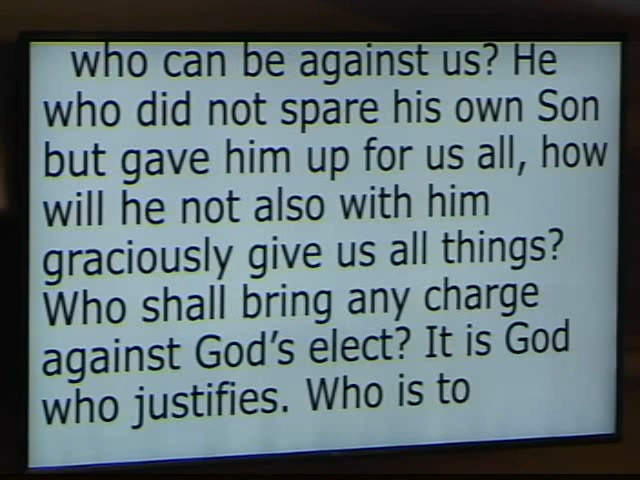 who can be against us? He
who did not spare his own Son
but gave him up for us all, how
will he not also with him
graciously give us all things?
Who shall bring any charge
against God's elect? It is God
who justifies. Who is to